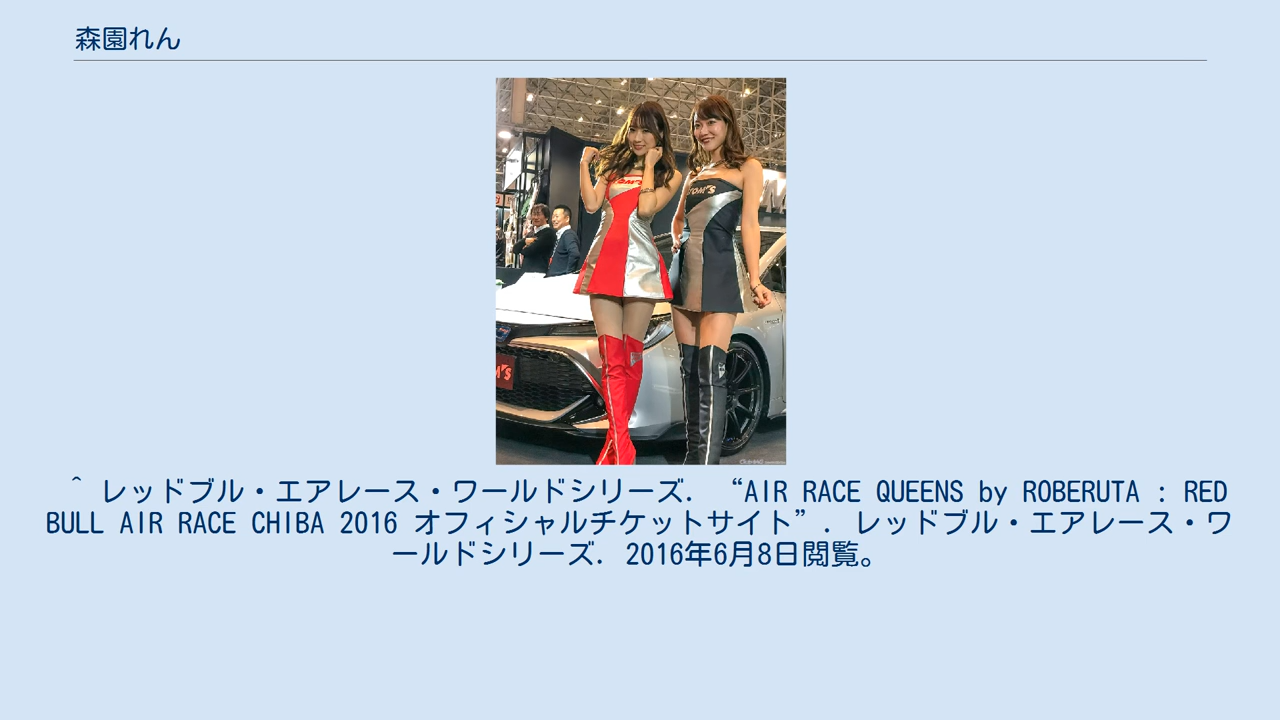 森園れん
TOM'S
TOM'S
OM'S
^ レッドブル・エアレース・ワールドシリーズ. “AIR RACE QUEENS by ROBERUTA : RED
BULL AIR RACE CHIBA 2016 オフィシャルチケットサイト”. レッドブル・エアレース・ワ
ールドシリーズ. 2016年6月8日閲覧。